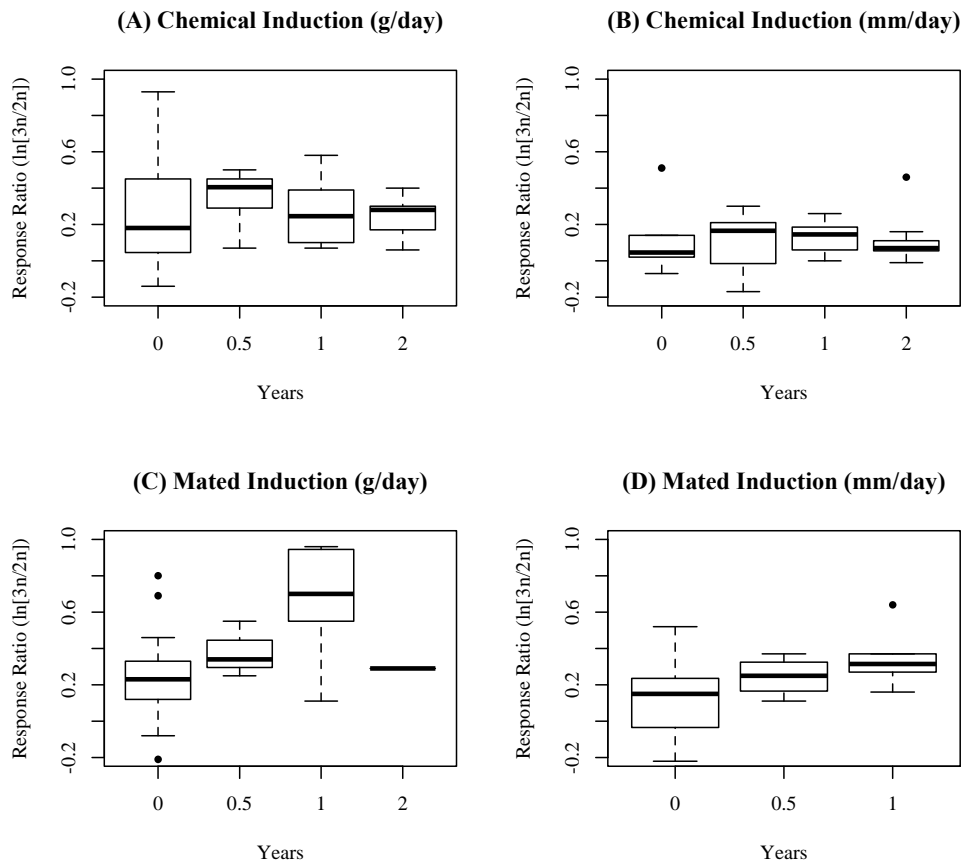 (A) Chemical Induction (g/day)
Response Ratio (ln[3n/2n])
1.0
0.6
0.2
-0.2
0 0.5 1 2
Years
(B) Chemical Induction (mm/day)
Response Ratio (ln[3n/2n])
1.0
0.6
0.2
-0.2
0 0.5 1 2
Years
(C) Mated Induction (g/day)
Response Ratio (ln[3n/2n])
1.0
0.6
0.2
-0.2
0 0.5 1 2
Years
(D) Mated Induction (mm/day)
Response Ratio (ln[3n/2n])
1.0
0.6
0.2
-0.2
0 0.5 1
Years